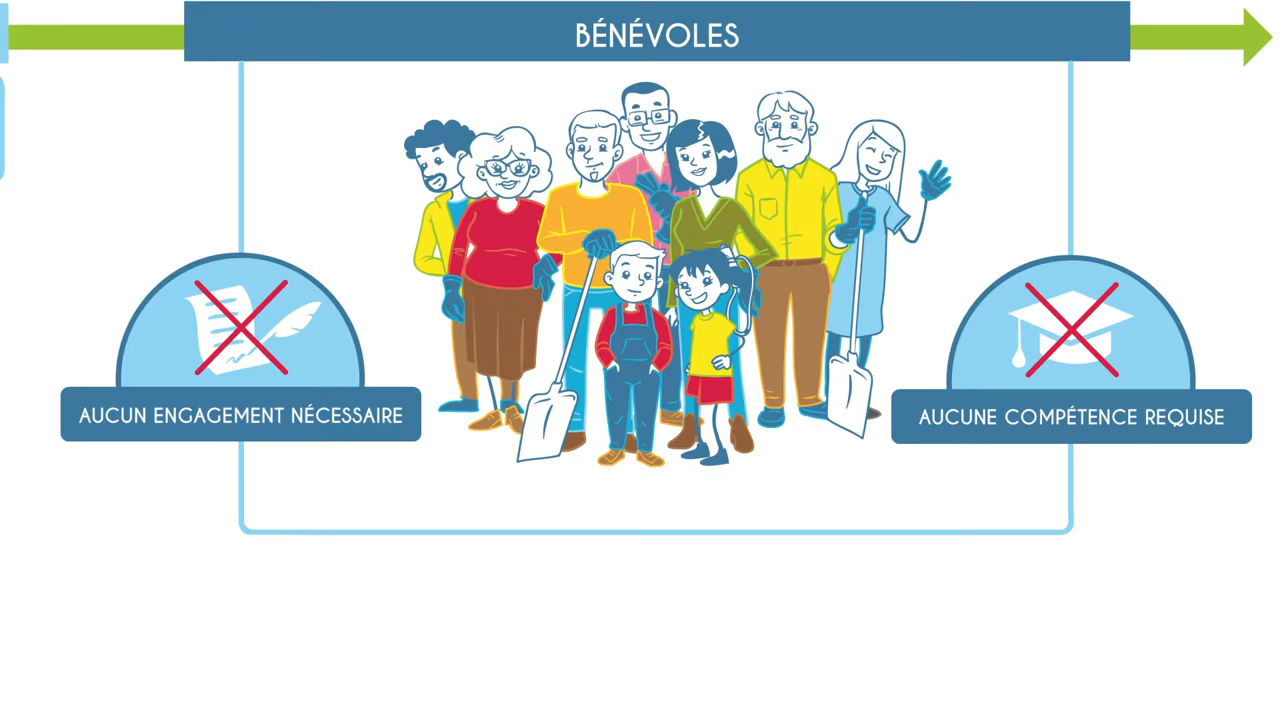 BÉNÉVOLES
AUCUN ENGAGEMENT NÉCESSAIRE
AUCUNE COMPÉTENCE REQUISE